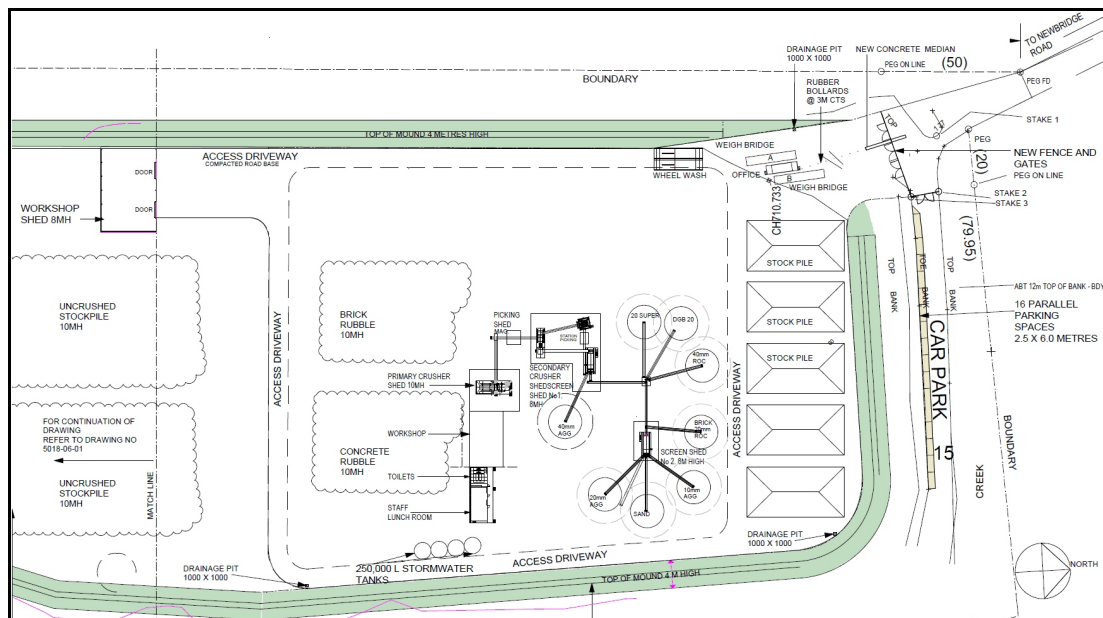 TO NEWBRIDGE
ROAD
DRAINAGE PIT
1000 X 1000
NEW CONCRETE MEDIAN
BOUNDARY
PEG ON LINE
(50)
PEG FD
RUBBER
BOLLARDS
@ 3M CTS
STAKE 1
TOP OF MOUND 4 METRES HIGH
TOP
PEG
WEIGH BRIDGE
A
ACCESS DRIVEWAY
COMPACTED ROAD BASE
NEW FENCE AND
GATES
(20)
PEG ON LINE
OFFICE
B
WHEEL WASH
WEIGH BRIDGE
DOOR
DOOR
STAKE 2
STAKE 3
WORKSHOP
SHED 8MH
CH710.733
(79.95)
STOCK PILE
TOP
BANK
TOE
BANK
TOP
BANK
ABT 12m TOP OF BANK - BDY
16 PARALLEL
PARKING
SPACES
2.5 X 6.0 METRES
UNCRUSHED
STOCKPILE
10MH
BRICK
RUBBLE
10MH
PICKING
SHED
MAG
STATION
PICKING
20 SUPER
DGB 20
STOCK PILE
CAR PARK
15
ACCESS DRIVEWAY
PRIMARY CRUSHER
SHED 10MH
SECONDARY
CRUSHER
SHEDSCREEN
SHED No1
8MH
40mm
ROC
STOCK PILE
ACCESS DRIVEWAY
40mm
AGG
BRICK
ROC
FOR CONTINUATION OF
DRAWING
REFER TO DRAWING NO
5018-06-01
MATCH LINE
CONCRETE
RUBBLE
10MH
WORKSHOP
SCREEN SHED
No 2, 8M HIGH
BOUNDARY
CREEK
UNCRUSHED
STOCKPILE
10MH
TOILETS
STAFF
LUNCH ROOM
20mm
AGG
SAND
10mm
AGG
DRAINAGE PIT
1000 X 1000
ACCESS DRIVEWAY
250,000 L STORMWATER
TANKS
DRAINAGE PIT
1000 X 1000
TOP OF MOUND 4 M HIGH
NORTH